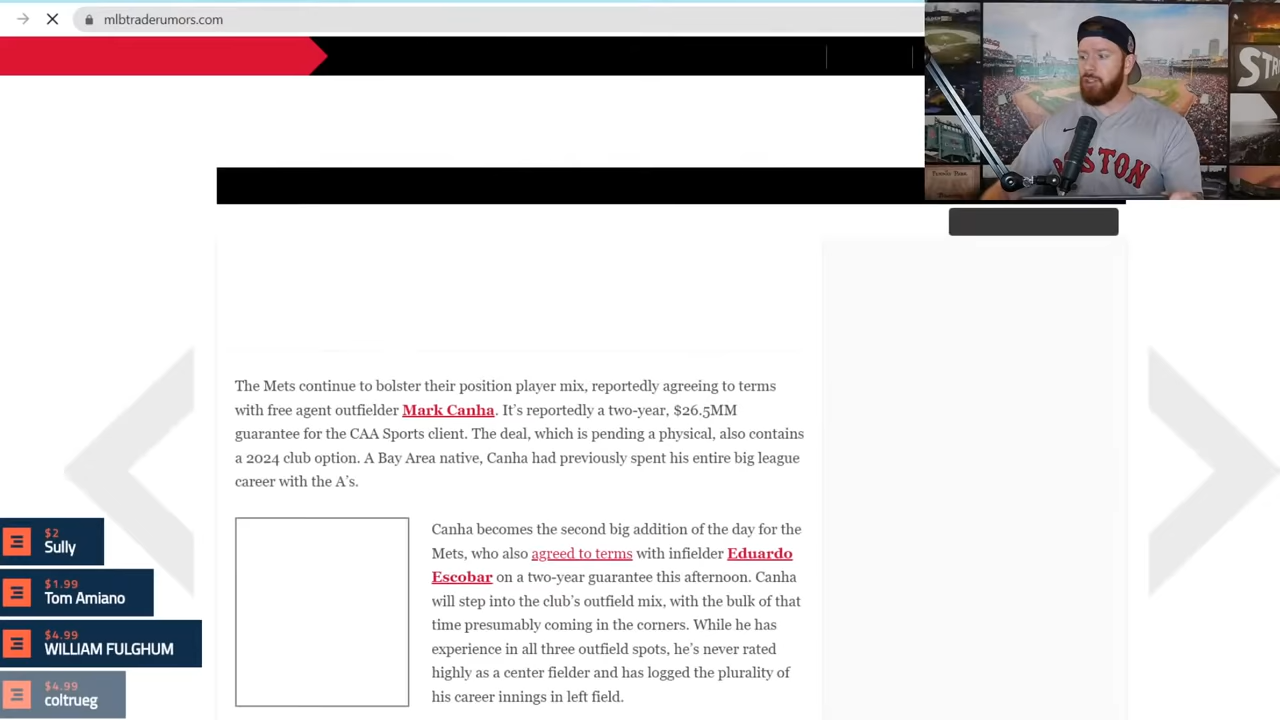 mlbtraderumors.com
BOSTON
STR
The Mets continue to bolster their position player mix, reportedly agreeing to terms
with free agent outfielder Mark Canha. It’s reportedly a two-year, $26.5MM
guarantee for the CAA Sports client. The deal, which is pending a physical, also contains
a 2024 club option. A Bay Area native, Canha had previously spent his entire big league
career with the A’s.
Canha becomes the second big addition of the day for the
Mets, who also agreed to terms with infielder Eduardo
Escobar on a two-year guarantee this afternoon. Canha
will step into the club’s outfield mix, with the bulk of that
time presumably coming in the corners. While he has
experience in all three outfield spots, he’s never rated
highly as a center fielder and has logged the plurality of
his career innings in left field.
$2
Sully
$1.99
Tom Amiano
$4.99
WILLIAM FULGHUM
$4.99
coltrueg